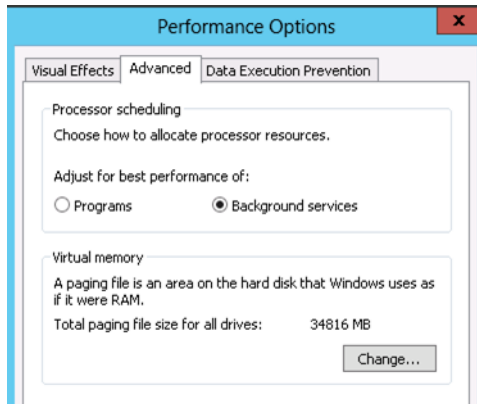 Performance Options
x
Visual Effects Advanced Data Execution Prevention
Processor scheduling
Choose how to allocate processor resources.
Adjust for best performance of:
Programs Background services
Virtual memory
A paging file is an area on the hard disk that Windows uses as
if it were RAM.
Total paging file size for all drives: 34816 MB
Change...